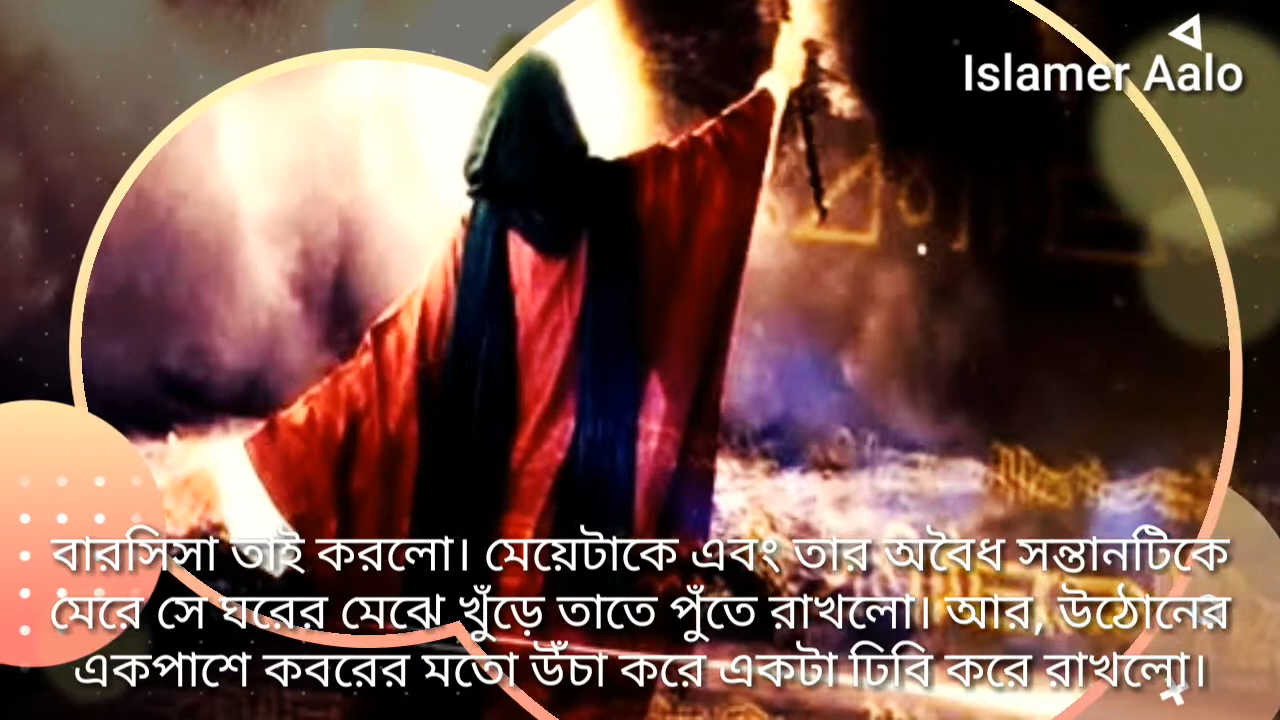 Islamer Aalo
বারসিসা তাই করলো। মেয়েটাকে এবং তার অবৈধ সন্তানটিকে
মেরে সে ঘরের মেঝে খুঁড়ে তাতে পুঁতে রাখলো। আর, উঠোনের
একপাশে কবরের মতো উঁচা করে একটা ঢিবি করে রাখলো।